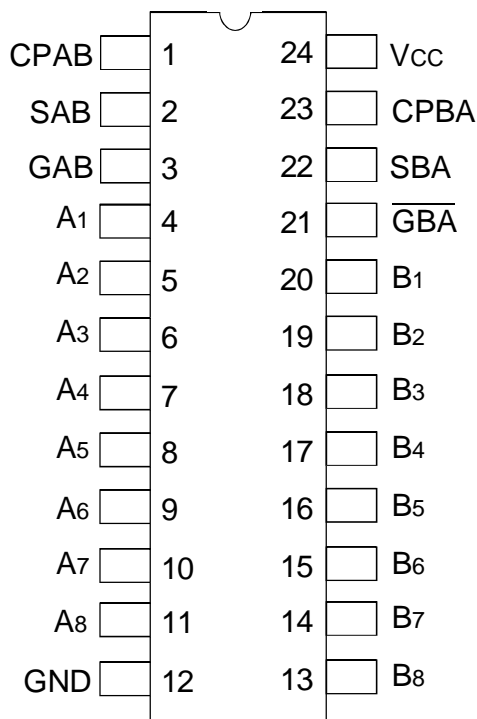 CPAB 1 24 VCC
SAB 2 23 CPBA
GAB 3 22 SBA
A1 4 21 G̅B̅A̅
A2 5 20 B1
A3 6 19 B2
A4 7 18 B3
A5 8 17 B4
A6 9 16 B5
A7 10 15 B6
A8 11 14 B7
GND 12 13 B8